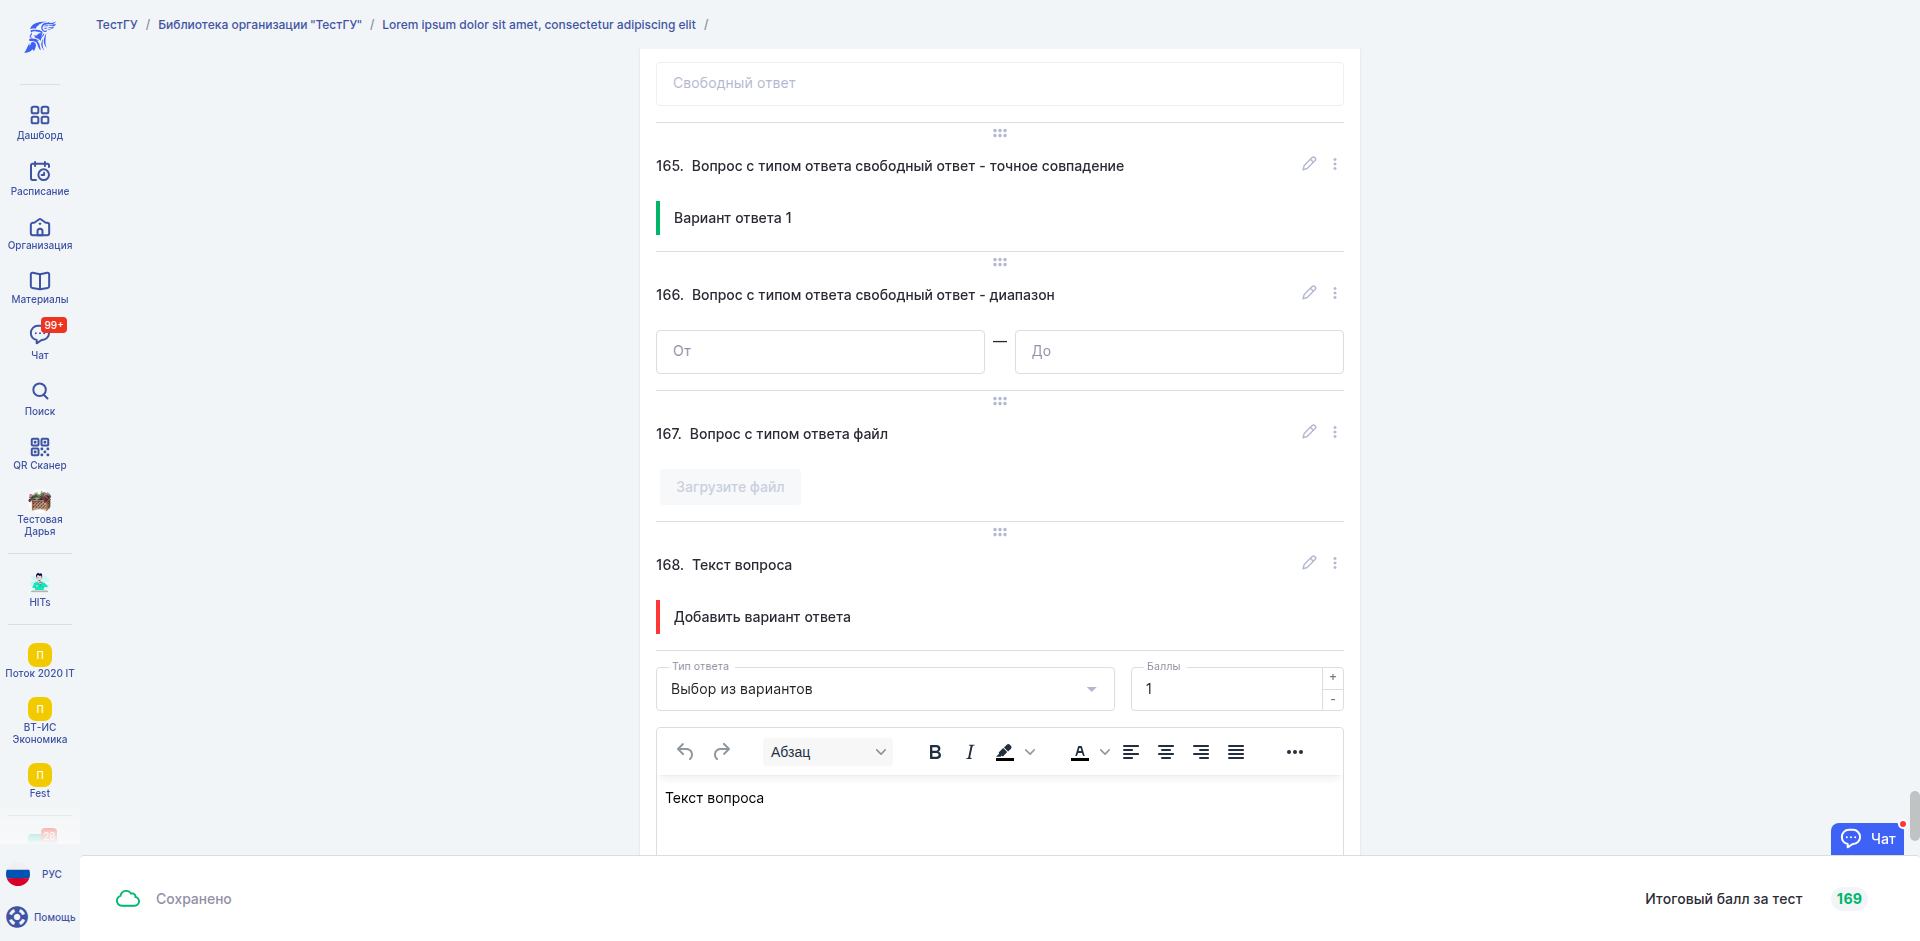 ТестГУ / Библиотека организации "ТестГУ" / Lorem ipsum dolor sit amet, consectetur adipiscing elit /
Дашборд
Расписание
Организация
Материалы
99+
Чат
Поиск
QR Сканер
Тестовая
Дарья
HITs
П
Поток 2020 IT
П
ВТ-ИС
Экономика
П
Fest
28
РУС
Помощь
Свободный ответ
165. Вопрос с типом ответа свободный ответ - точное совпадение
Вариант ответа 1
166. Вопрос с типом ответа свободный ответ - диапазон
От — До
167. Вопрос с типом ответа файл
Загрузите файл
168. Текст вопроса
Добавить вариант ответа
Тип ответа
Выбор из вариантов
Баллы
1
+
-
Абзац B I A
Текст вопроса
Чат
Сохранено
Итоговый балл за тест 169